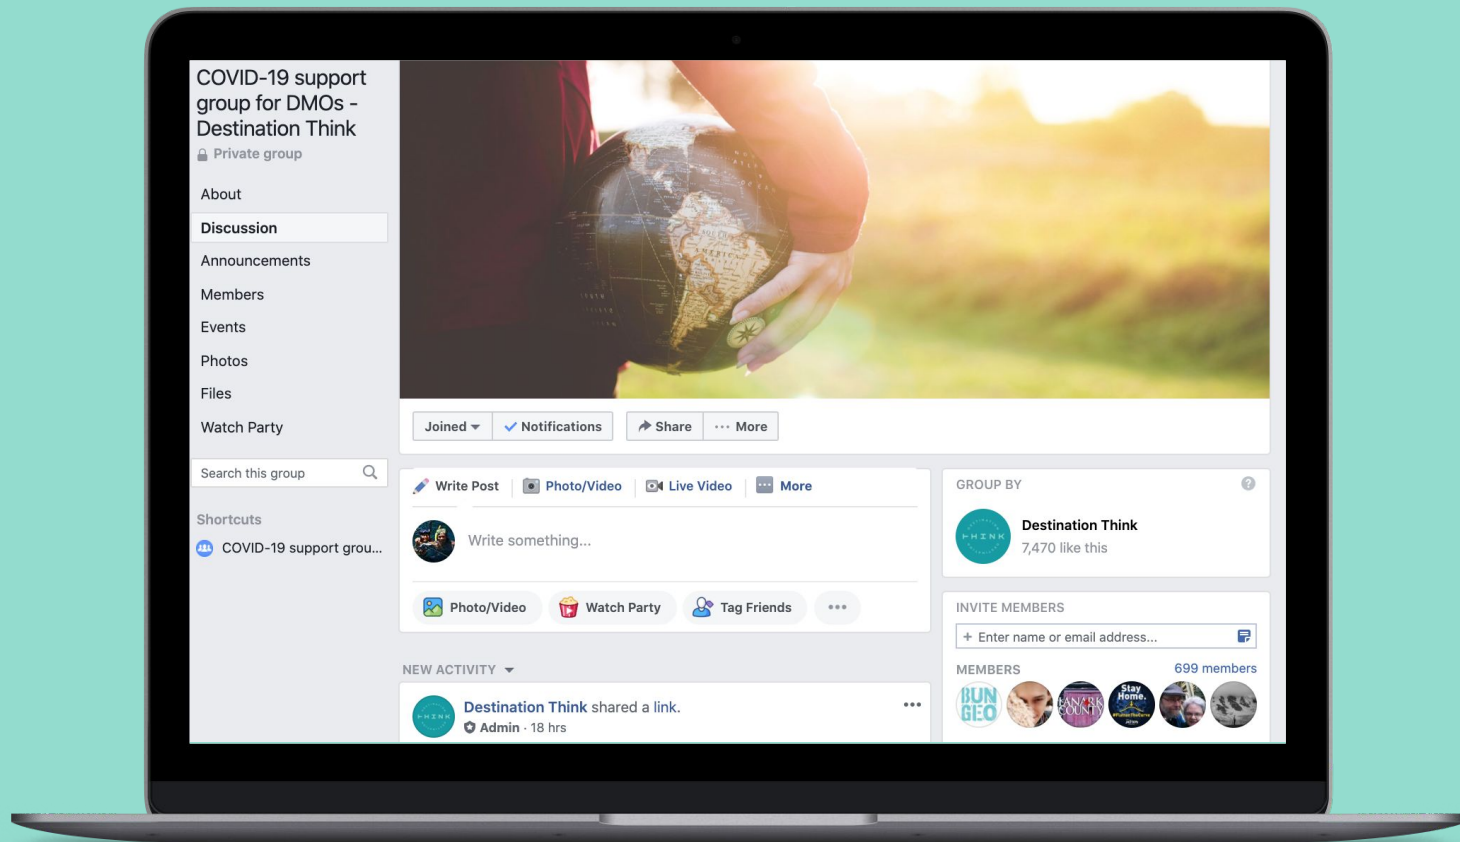 COVID-19 support
group for DMOs -
Destination Think
Private group
About
Discussion
Announcements
Members
Events
Photos
Files
Watch Party
Search this group
Shortcuts
COVID-19 support grou...
Joined
Notifications
Share
More
Write Post
Photo/Video
Live Video
More
Write something...
Photo/Video
Watch Party
Tag Friends
NEW ACTIVITY
THINK
Destination Think shared a link.
Admin · 18 hrs
GROUP BY
?
THINK
Destination Think
7,470 like this
INVITE MEMBERS
+ Enter name or email address...
MEMBERS
699 members
BUN
GEO
LANARK
COUNTY
Stay
Home.